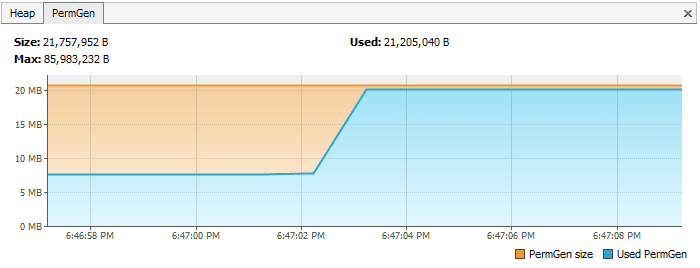 Heap PermGen
Size: 21,757,952 B Used: 21,205,040 B
Max: 85,983,232 B
20 MB
15 MB
10 MB
5 MB
0 MB
6:46:58 PM 6:47:00 PM 6:47:02 PM 6:47:04 PM 6:47:06 PM 6:47:08 PM
PermGen size Used PermGen